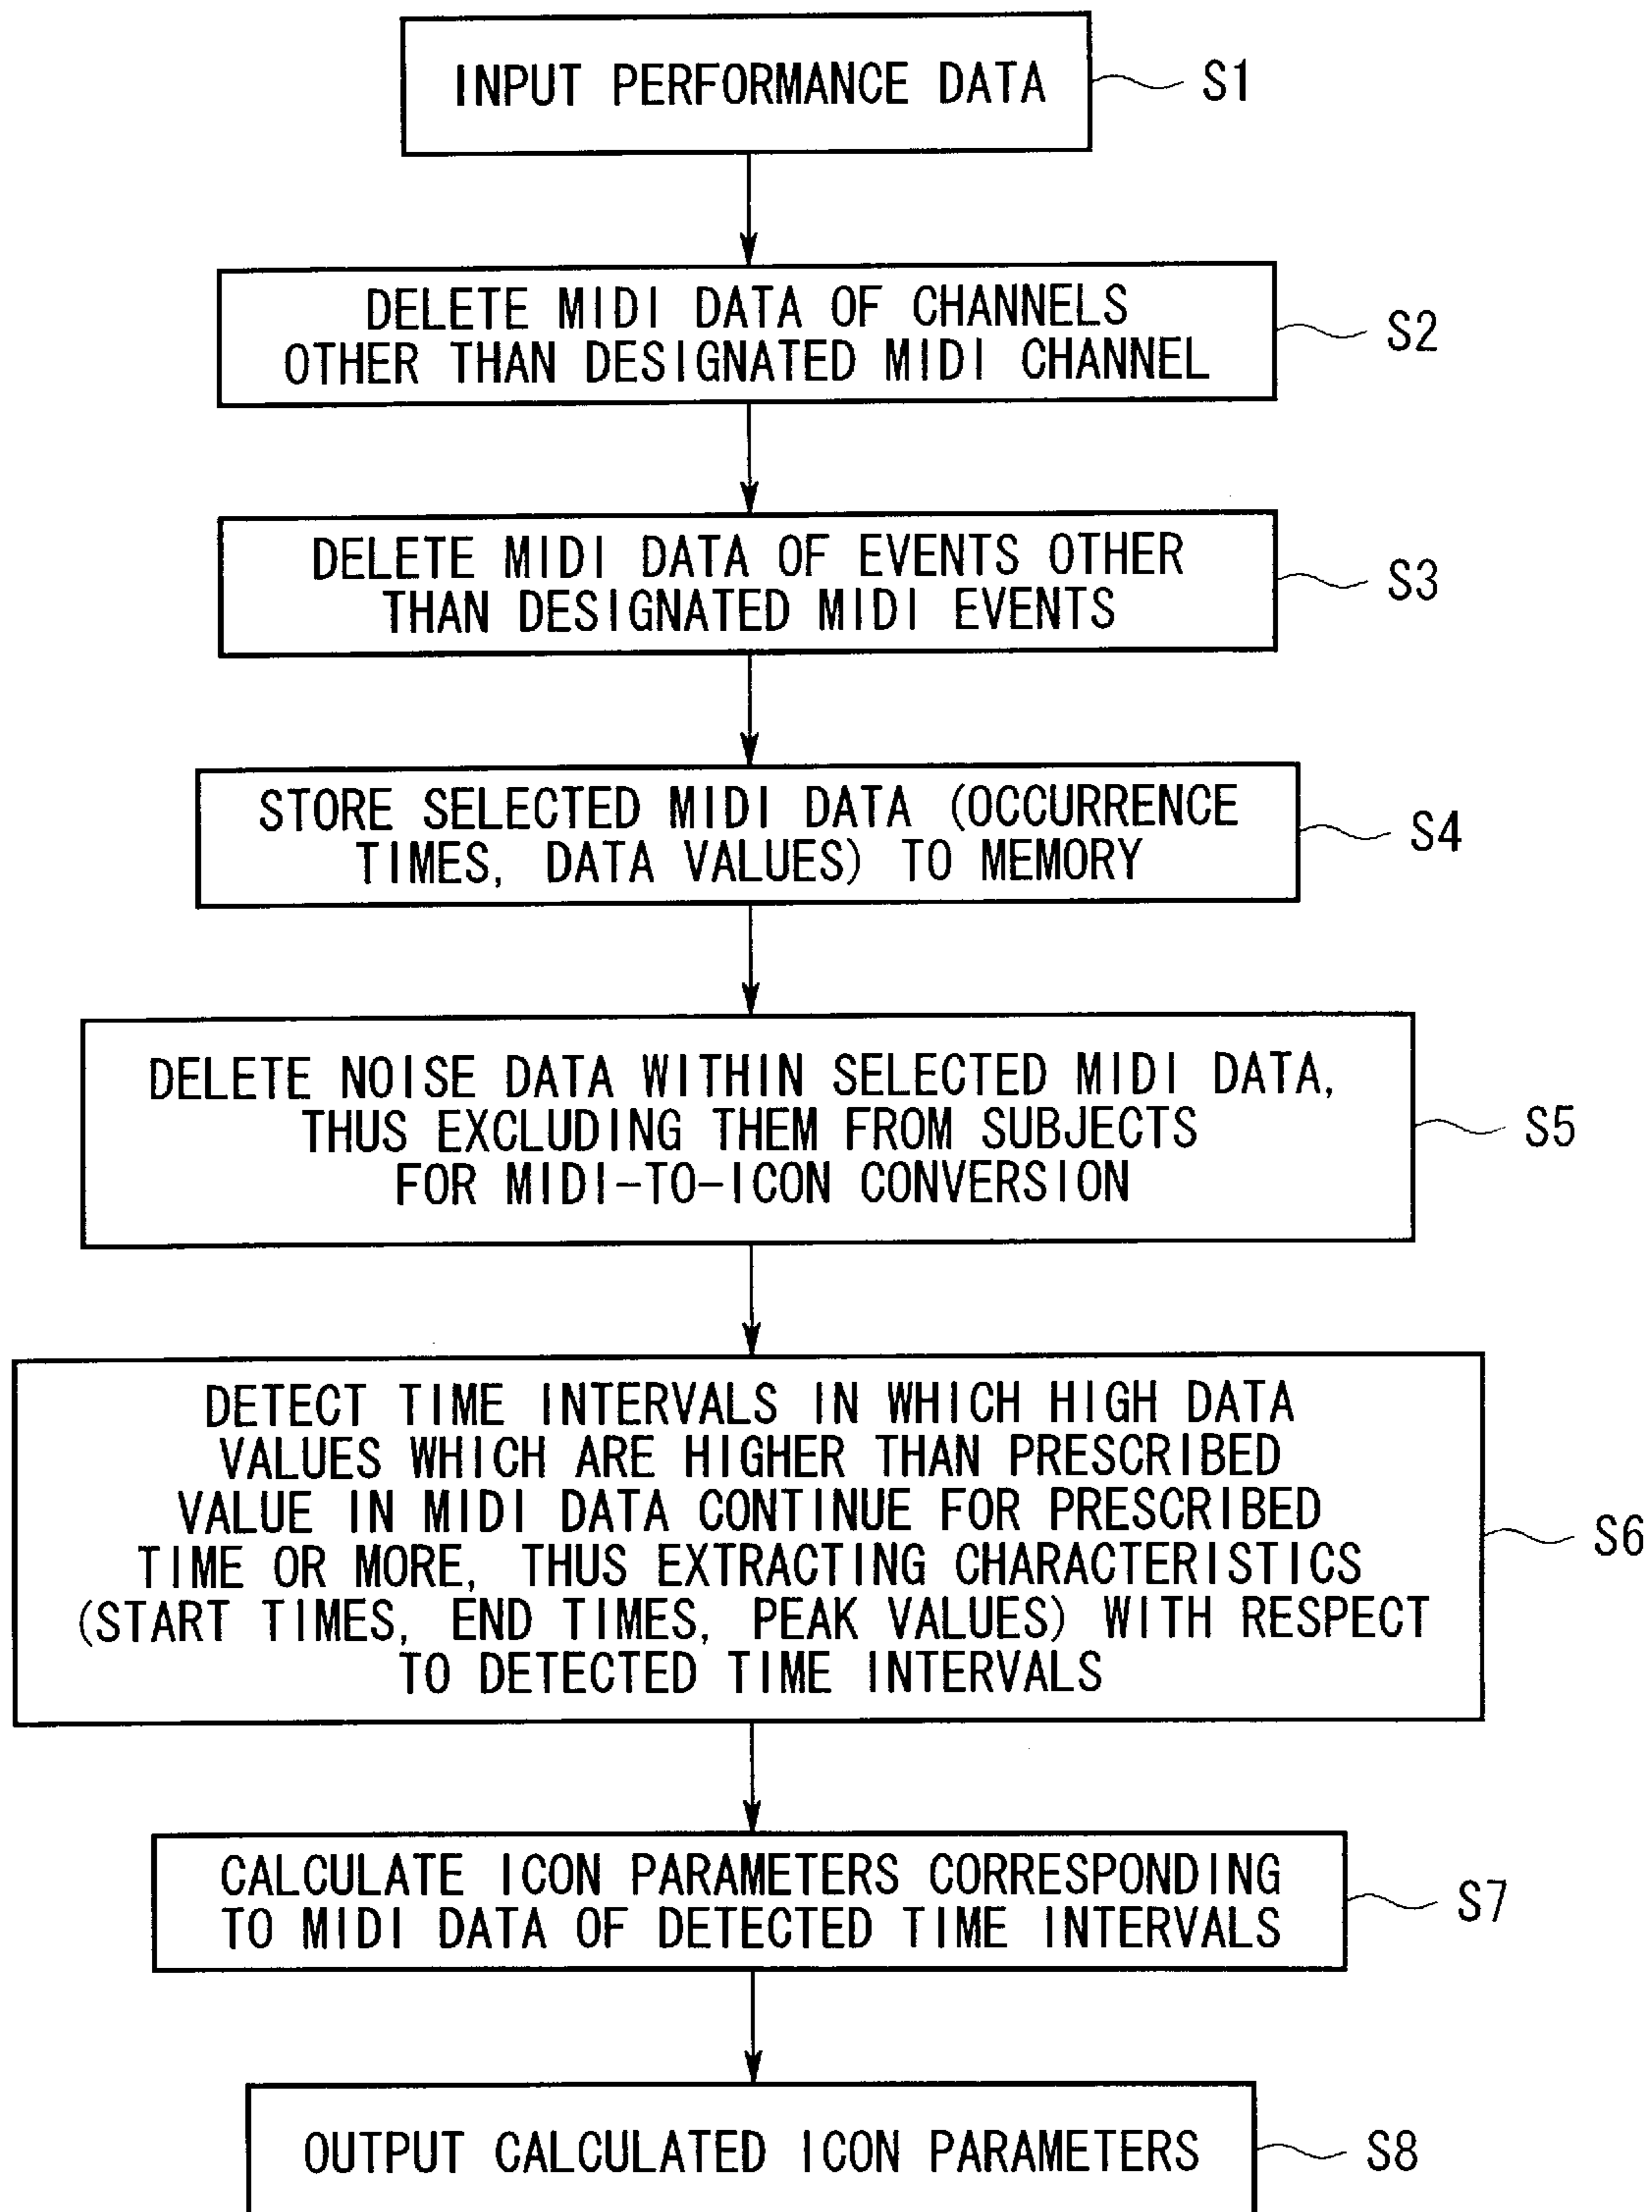 INPUT PERFORMANCE DATA
S1
DELETE MIDI DATA OF CHANNELS
OTHER THAN DESIGNATED MIDI CHANNEL
S2
DELETE MIDI DATA OF EVENTS OTHER
THAN DESIGNATED MIDI EVENTS
S3
STORE SELECTED MIDI DATA (OCCURRENCE
TIMES, DATA VALUES) TO MEMORY
S4
DELETE NOISE DATA WITHIN SELECTED MIDI DATA,
THUS EXCLUDING THEM FROM SUBJECTS
FOR MIDI-TO-ICON CONVERSION
S5
DETECT TIME INTERVALS IN WHICH HIGH DATA
VALUES WHICH ARE HIGHER THAN PRESCRIBED
VALUE IN MIDI DATA CONTINUE FOR PRESCRIBED
TIME OR MORE, THUS EXTRACTING CHARACTERISTICS
(START TIMES, END TIMES, PEAK VALUES) WITH RESPECT
TO DETECTED TIME INTERVALS
S6
CALCULATE ICON PARAMETERS CORRESPONDING
TO MIDI DATA OF DETECTED TIME INTERVALS
S7
OUTPUT CALCULATED ICON PARAMETERS
S8